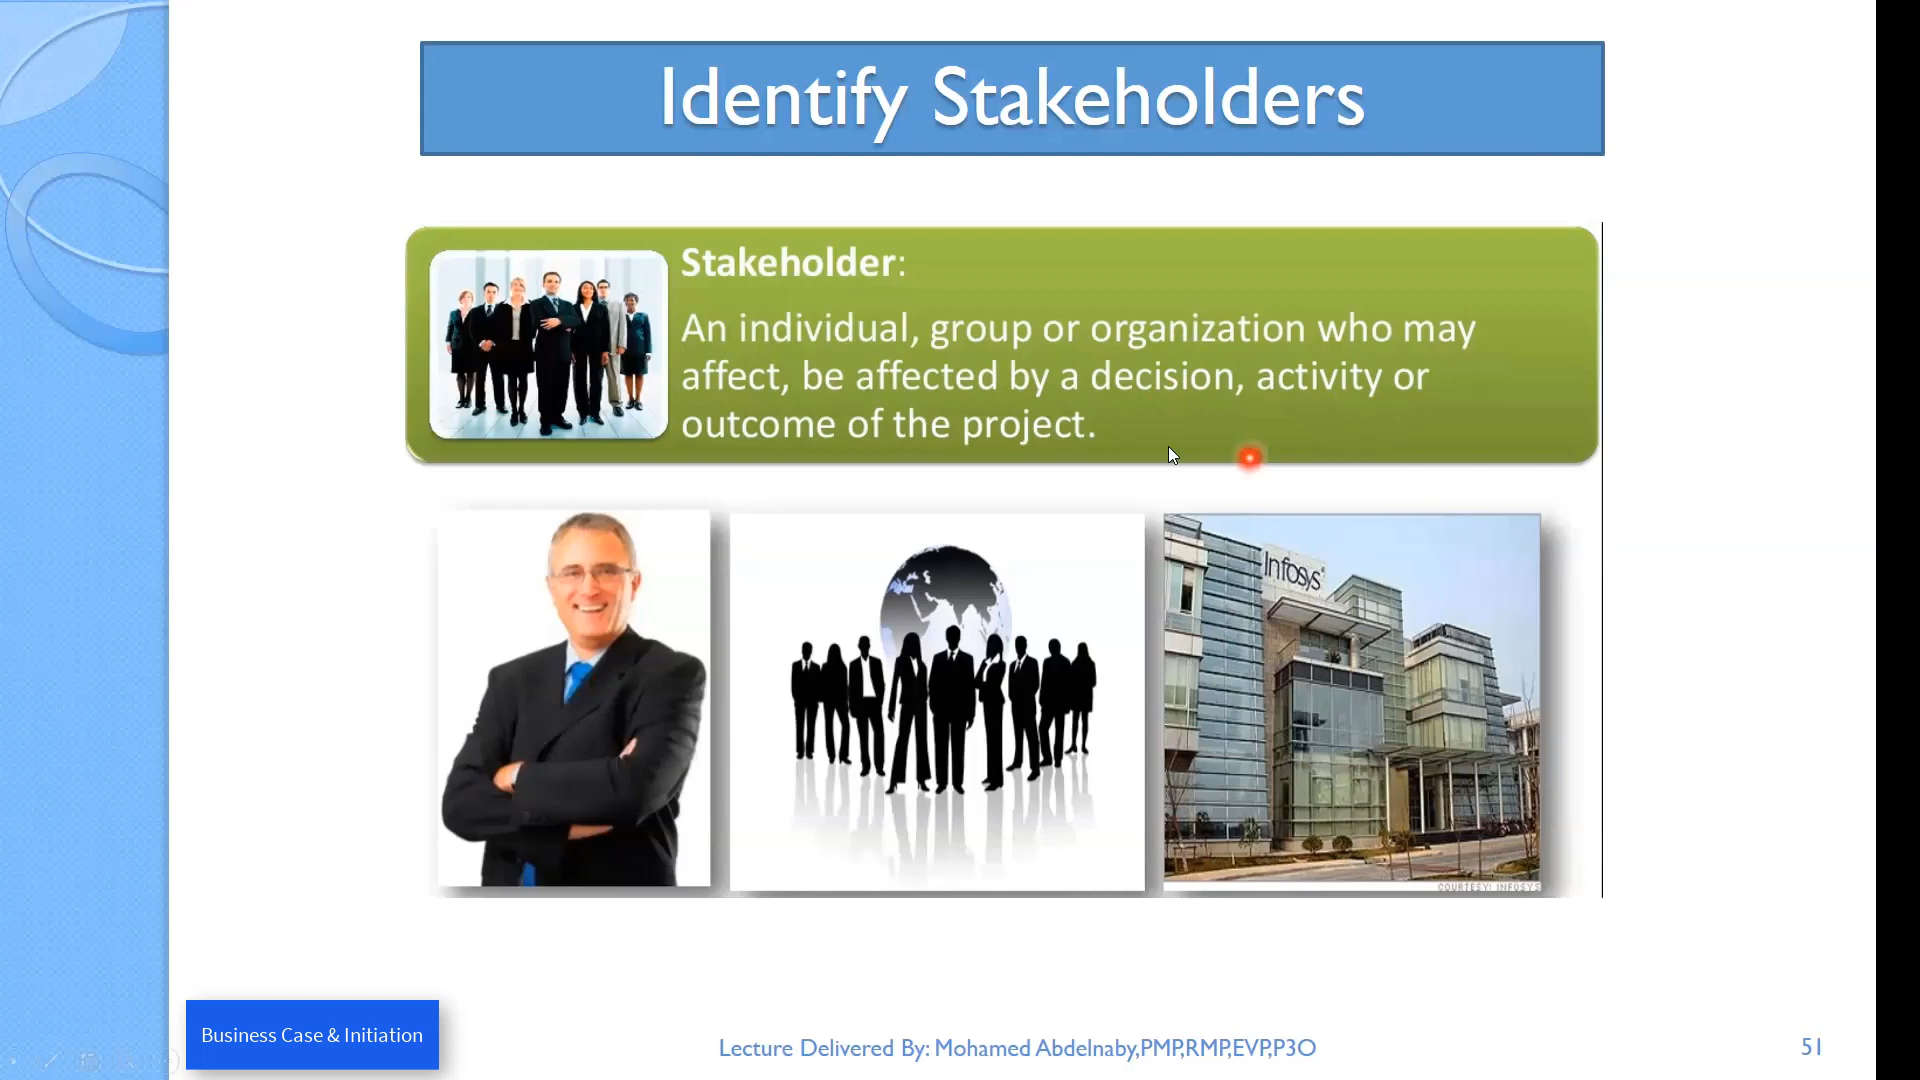 Identify Stakeholders
Stakeholder:
An individual, group or organization who may
affect, be affected by a decision, activity or
outcome of the project.
Infosys
COURTESY: INFOSYS
Business Case & Initiation
Lecture Delivered By: Mohamed Abdelnaby,PMP,RMP,EVP,P3O
51